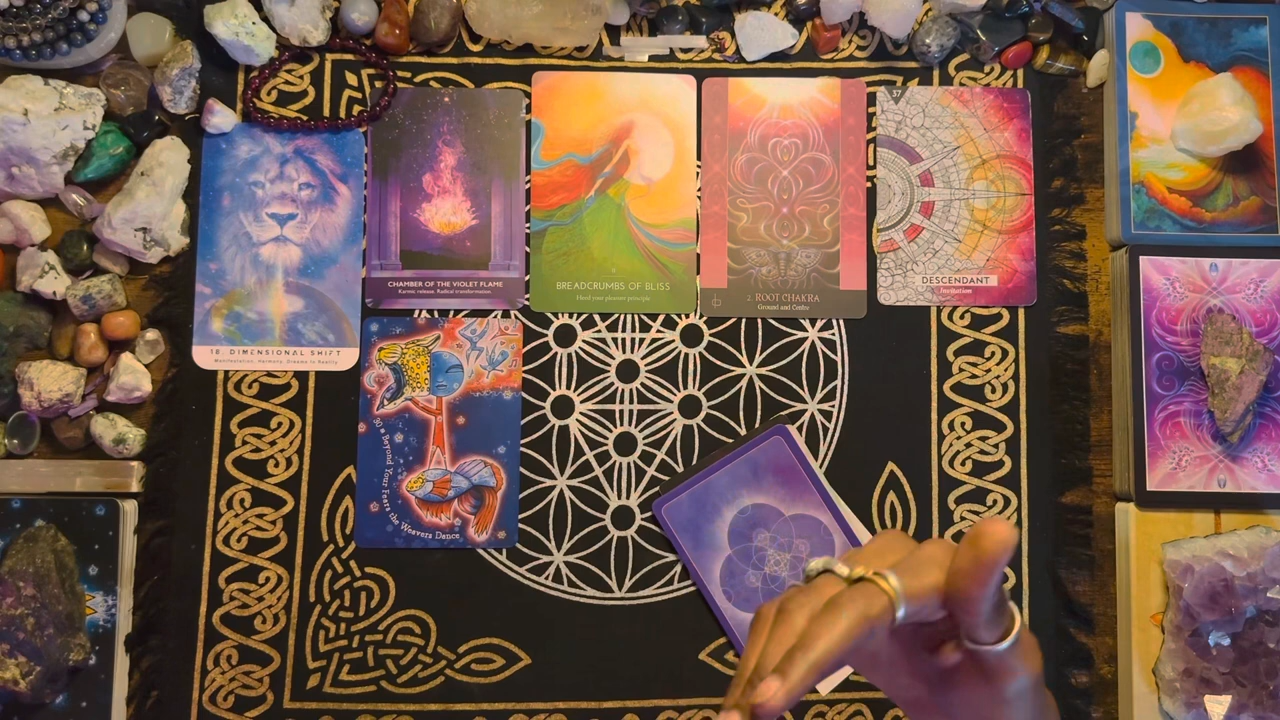 18. DIMENSIONAL SHIFT
Manifestation, Harmony, Dreams to Reality
CHAMBER OF THE VIOLET FLAME
Karmic release. Radical transformation.
11
BREADCRUMBS OF BLISS
Heed your pleasure principle
2. ROOT CHAKRA
Ground and Centre
37
DESCENDANT
Invitation
30 Beyond Your Fears the Weavers Dance